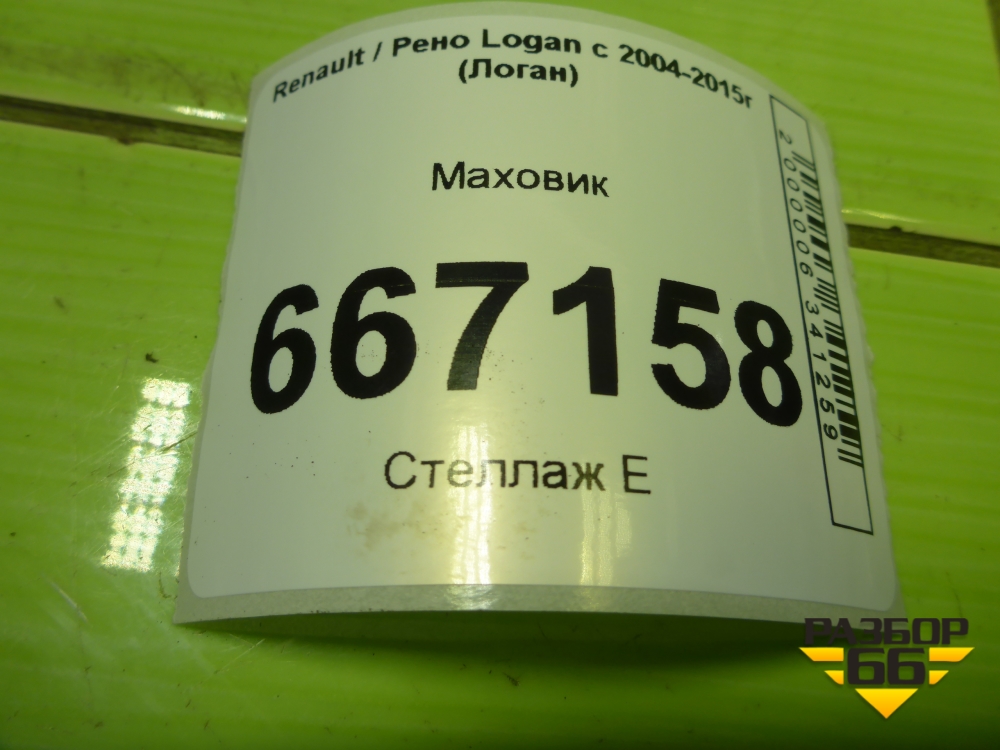 Renault / Рено Logan с 2004-2015г
(Логан)
Маховик
667158
Стеллаж Е
2000006341259
РАЗБОР
66